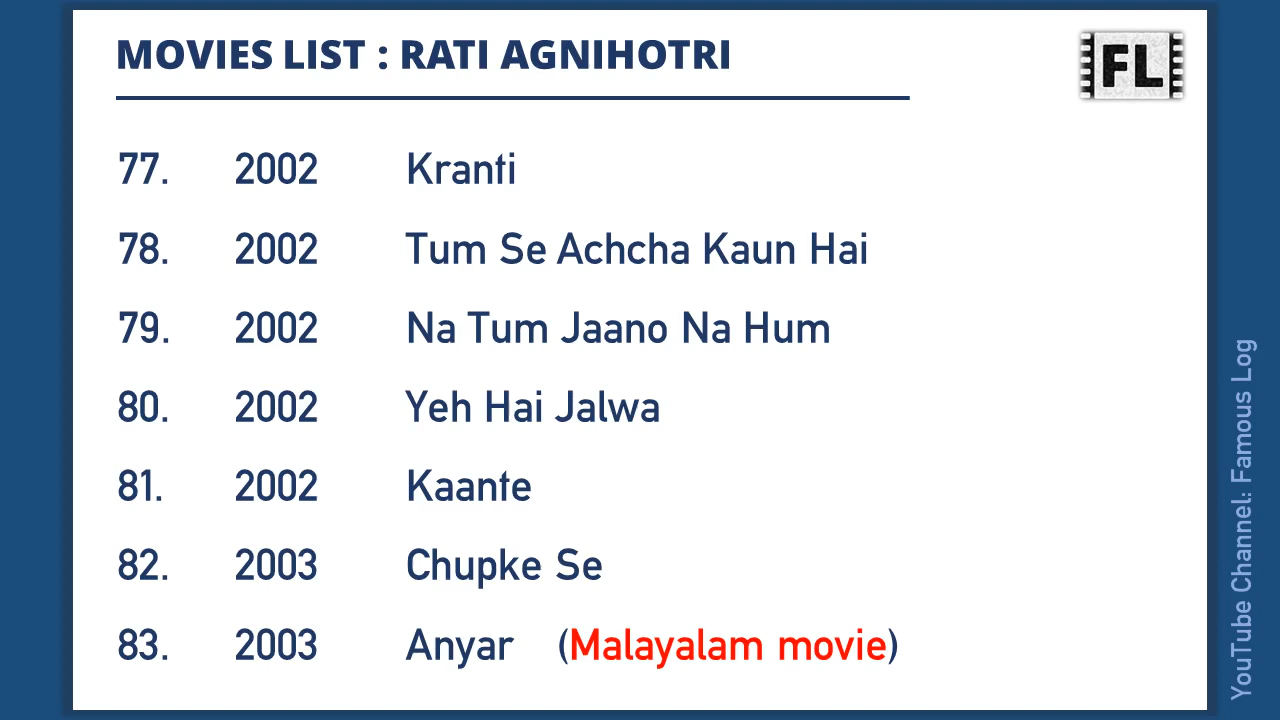 MOVIES LIST : RATI AGNIHOTRI
FL
77. 2002 Kranti
78. 2002 Tum Se Achcha Kaun Hai
79. 2002 Na Tum Jaano Na Hum
80. 2002 Yeh Hai Jalwa
81. 2002 Kaante
82. 2003 Chupke Se
83. 2003 Anyar (Malayalam movie)
YouTube Channel: Famous Log